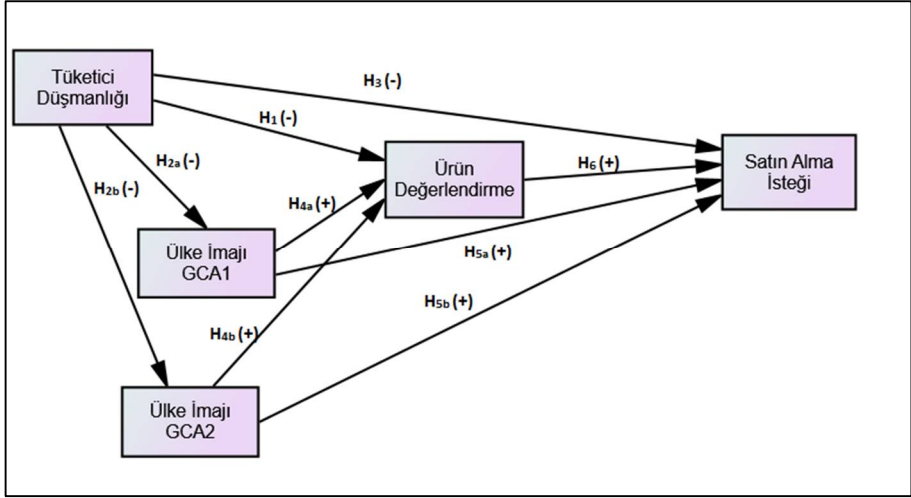 Tüketici
Düşmanlığı
H3 (-)
H1 (-)
H2a (-)
H2b (-)
Ürün
Değerlendirme
H6 (+)
Satın Alma
İsteği
H4a (+)
Ülke İmajı
GCA1
H5a (+)
H5b (+)
H4b (+)
Ülke İmajı
GCA2